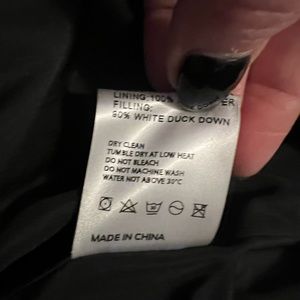 LINING: 100%
FILLING:
90% WHITE DUCK DOWN
DRY CLEAN
TUMBLE DRY AT LOW HEAT
DO NOT BLEACH
DO NOT MACHINE WASH
WATER NOT ABOVE 30°C
MADE IN CHINA